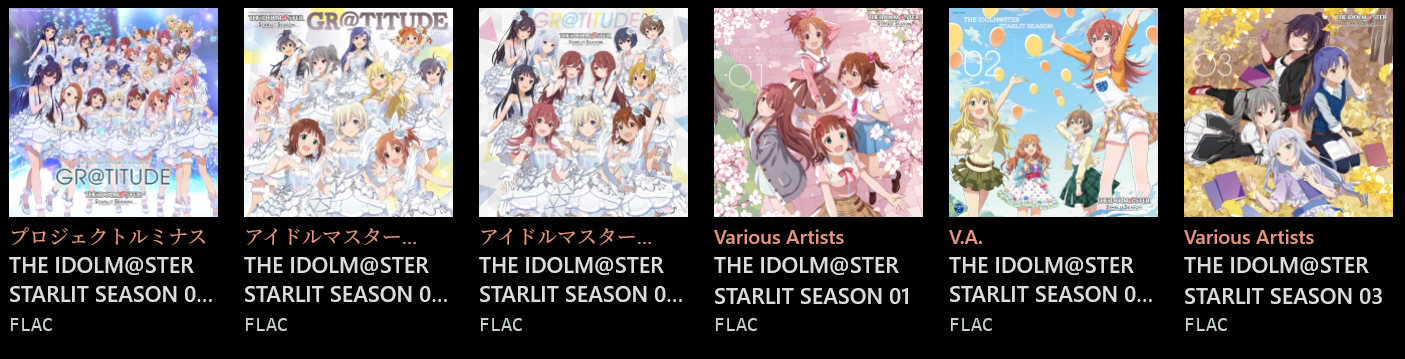 GR@TITUDE
THE IDOLM@STER
STARLIT SEASON
プロジェクトルミナス
THE IDOLM@STER
STARLIT SEASON 0...
FLAC
THE IDOLM@STER
STARLIT SEASON
GR@TITUDE
アイドルマスター...
THE IDOLM@STER
STARLIT SEASON 0...
FLAC
GR@TITUDE
THE IDOLM@STER
STARLIT SEASON
アイドルマスター...
THE IDOLM@STER
STARLIT SEASON 0...
FLAC
THE IDOLM@STER
01
Various Artists
THE IDOLM@STER
STARLIT SEASON 01
FLAC
THE IDOLM@STER
STARLIT SEASON
02
THE IDOLM@STER
STARLIT SEASON
V.A.
THE IDOLM@STER
STARLIT SEASON 0...
FLAC
THE IDOLM@STER
03
Various Artists
THE IDOLM@STER
STARLIT SEASON 03
FLAC